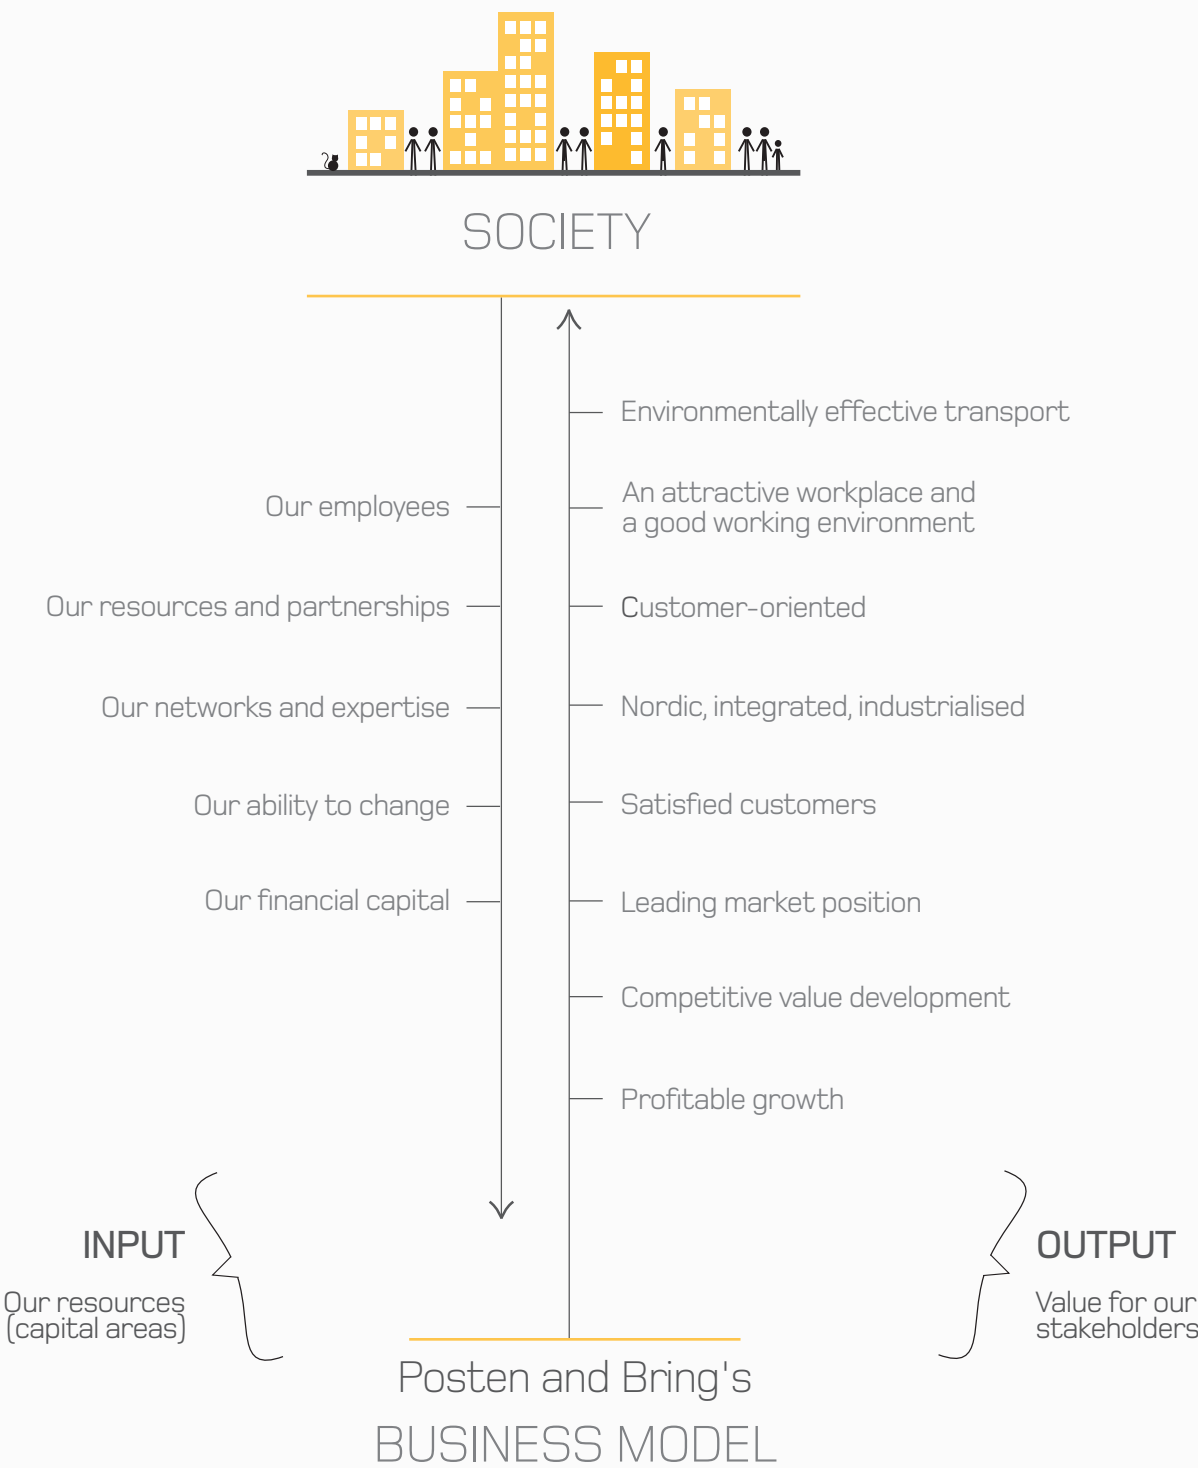 SOCIETY
Environmentally effective transport
Our employees
An attractive workplace and
a good working environment
Our resources and partnerships
Customer-oriented
Our networks and expertise
Nordic, integrated, industrialised
Our ability to change
Satisfied customers
Our financial capital
Leading market position
Competitive value development
Profitable growth
INPUT
Our resources
(capital areas)
OUTPUT
Value for our
stakeholders
Posten and Bring's
BUSINESS MODEL